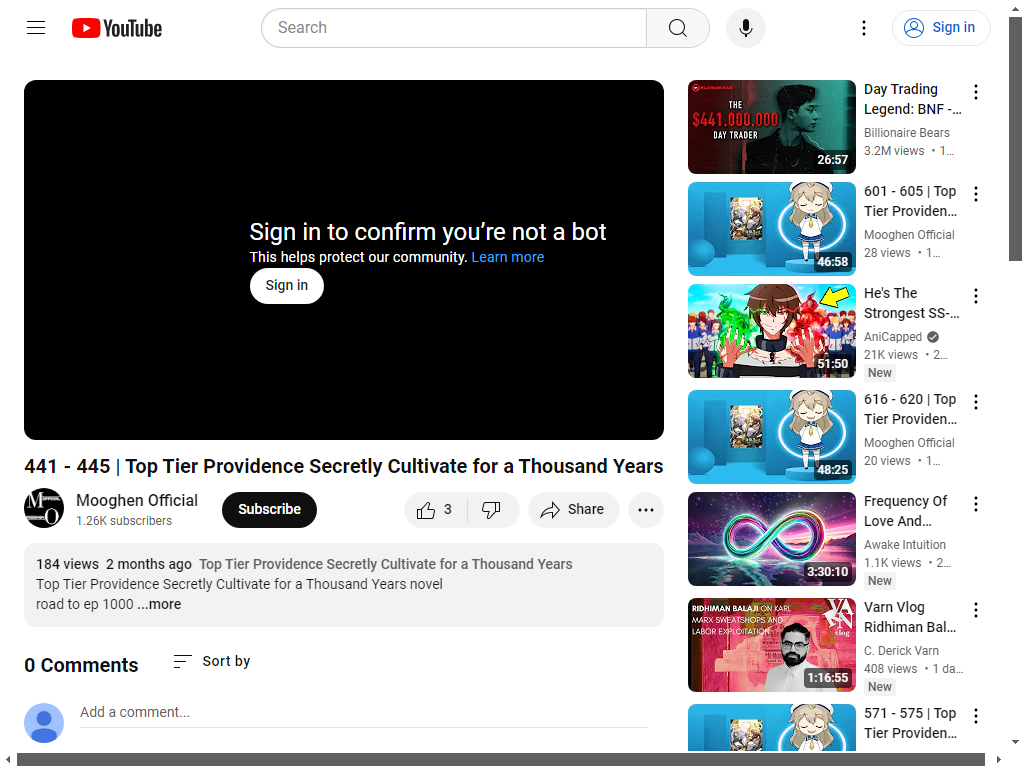 YouTube
Search
Sign in
Sign in to confirm you’re not a bot
This helps protect our community. Learn more
Sign in
441 - 445 | Top Tier Providence Secretly Cultivate for a Thousand Years
Mooghen Official
1.26K subscribers
Subscribe
3
Share
184 views 2 months ago Top Tier Providence Secretly Cultivate for a Thousand Years
Top Tier Providence Secretly Cultivate for a Thousand Years novel
road to ep 1000 ...more
0 Comments
Sort by
Add a comment...
THE
$441.000.000
DAY TRADER
26:57
Day Trading
Legend: BNF -...
Billionaire Bears
3.2M views • 1...
46:58
601 - 605 | Top
Tier Providen...
Mooghen Official
28 views • 1...
51:50
He's The
Strongest SS-...
AniCapped
21K views • 2...
New
48:25
616 - 620 | Top
Tier Providen...
Mooghen Official
20 views • 1...
3:30:10
Frequency Of
Love And...
Awake Intuition
1.1K views • 2...
New
RIDHIMAN BALAJI ON KARL
MARX SWEATSHOPS AND
LABOR EXPLOITATION
VARN
vlog
1:16:55
Varn Vlog
Ridhiman Bal...
C. Derick Varn
408 views • 1 da...
New
571 - 575 | Top
Tier Providen...